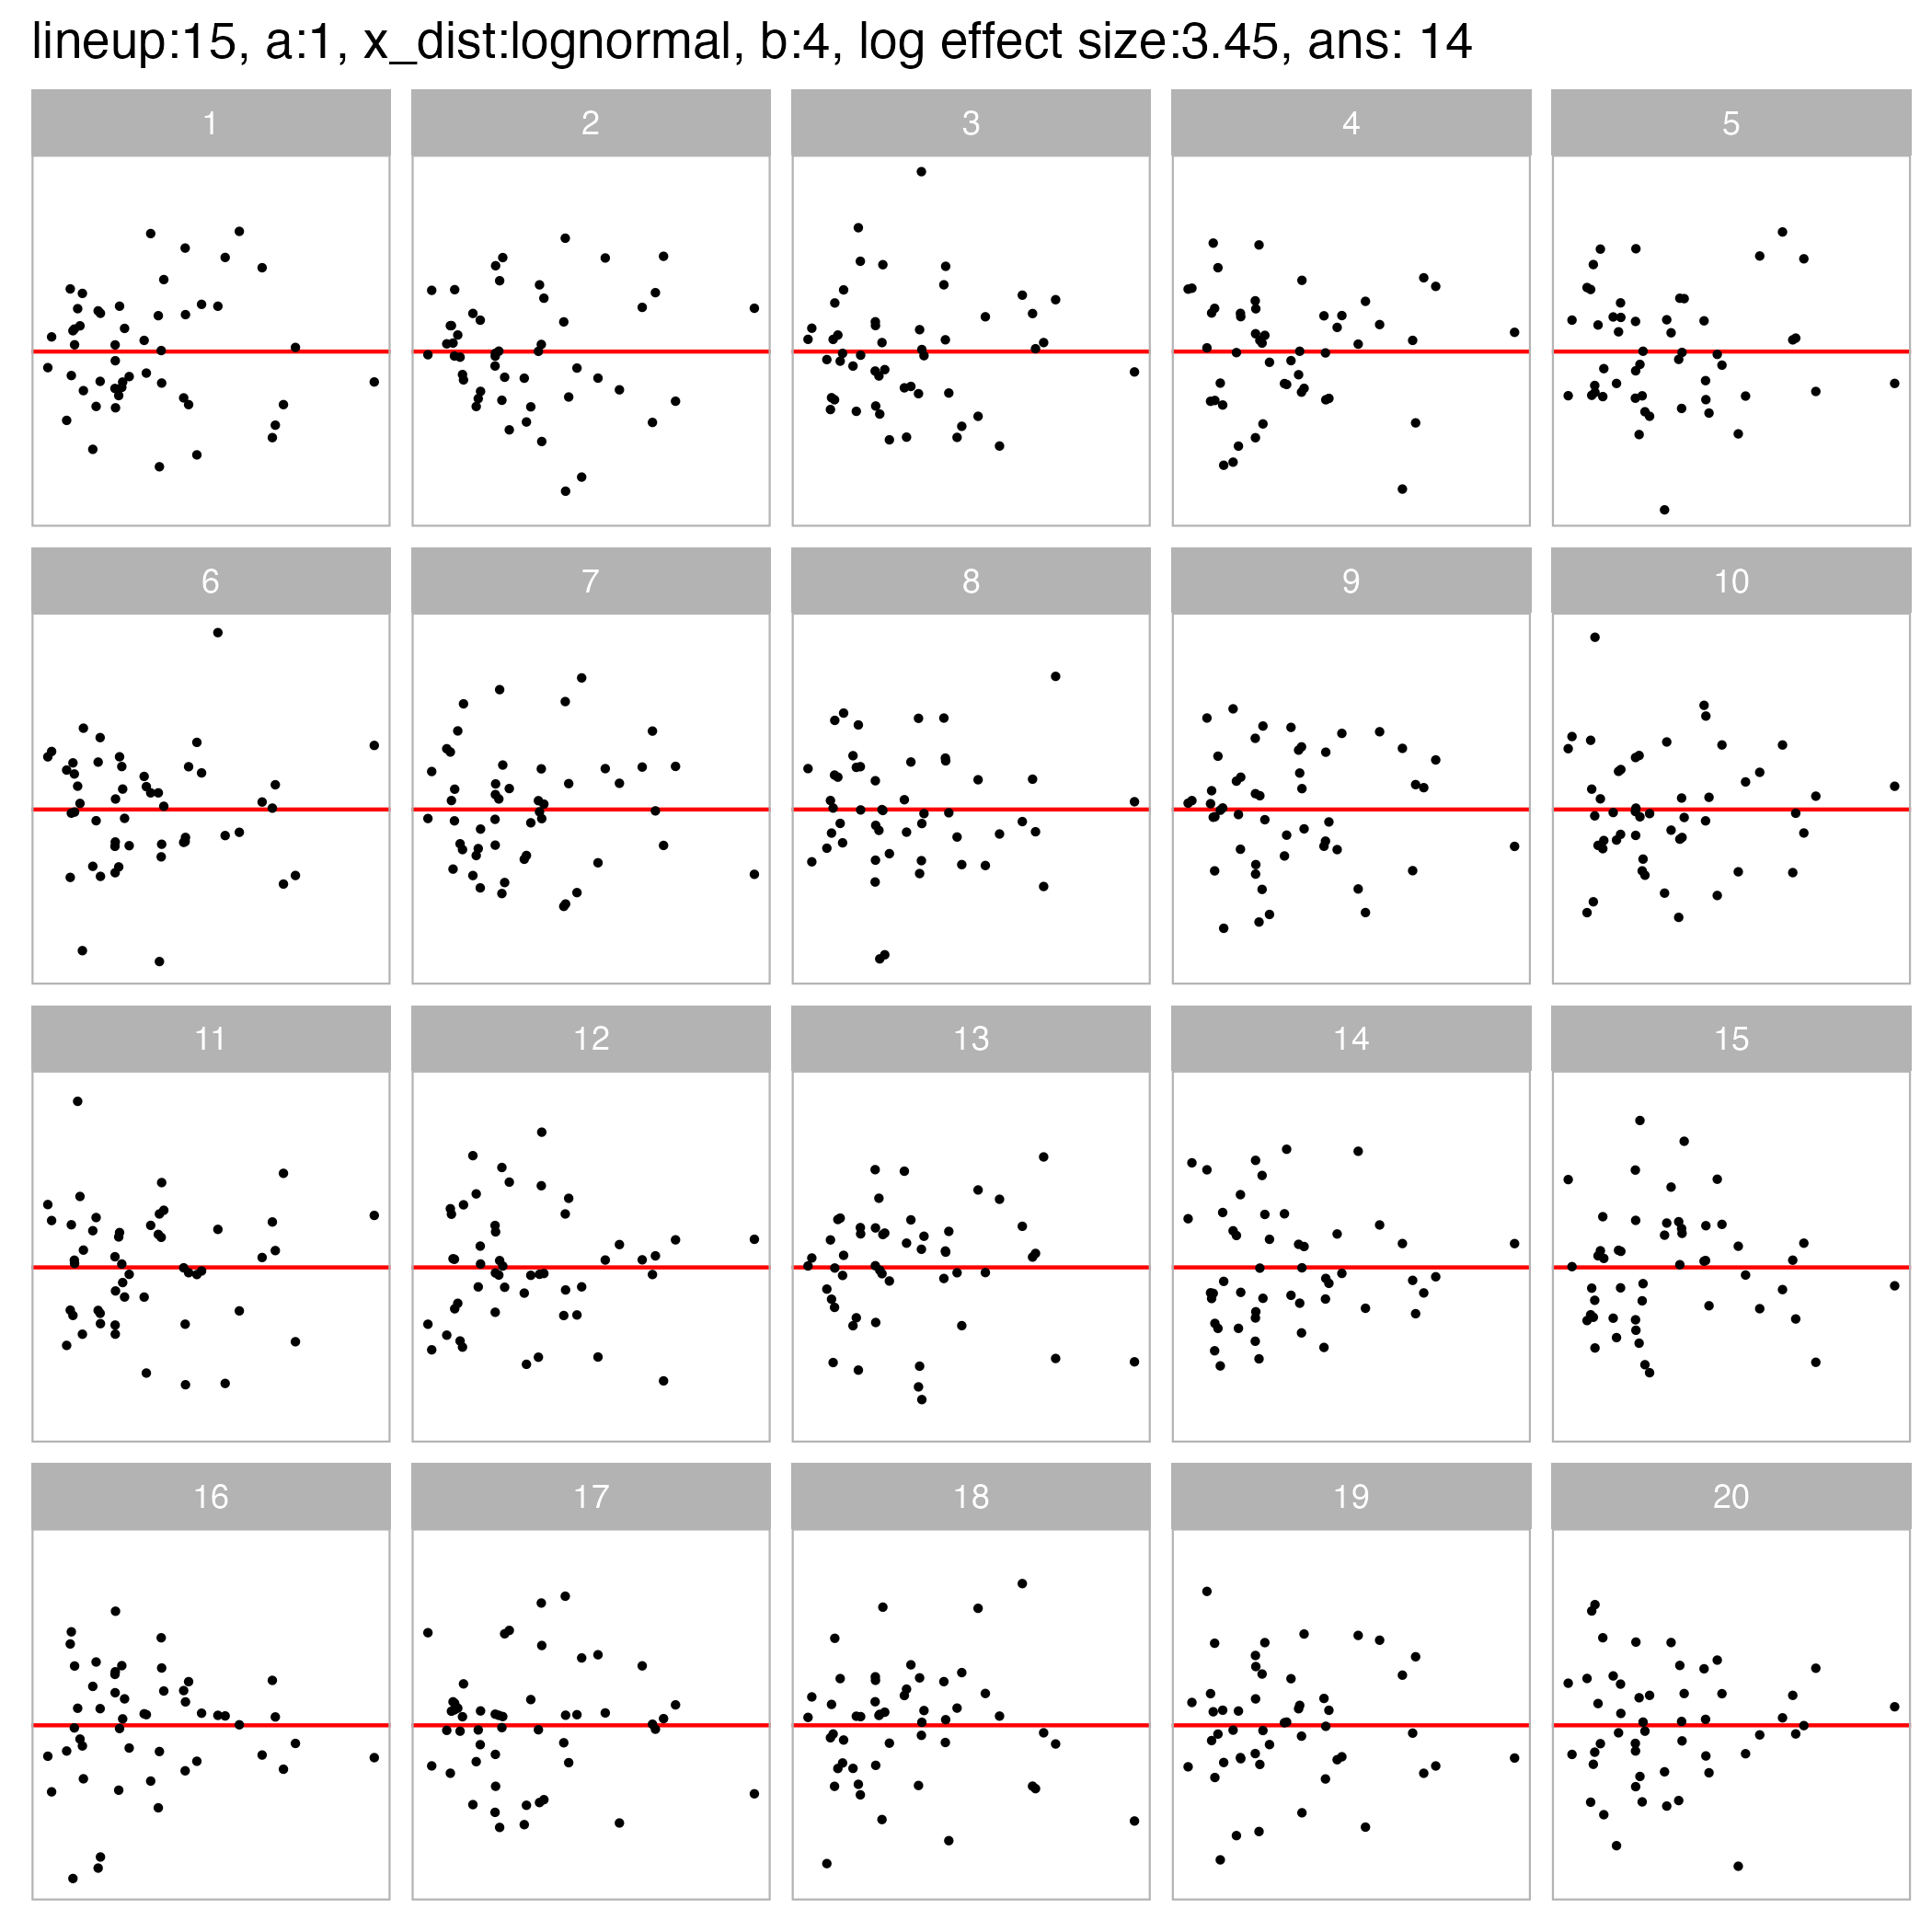 lineup:15, a:1, x_dist:lognormal, b:4, log effect size:3.45, ans: 14
1 2 3 4 5
6 7 8 9 10
11 12 13 14 15
16 17 18 19 20